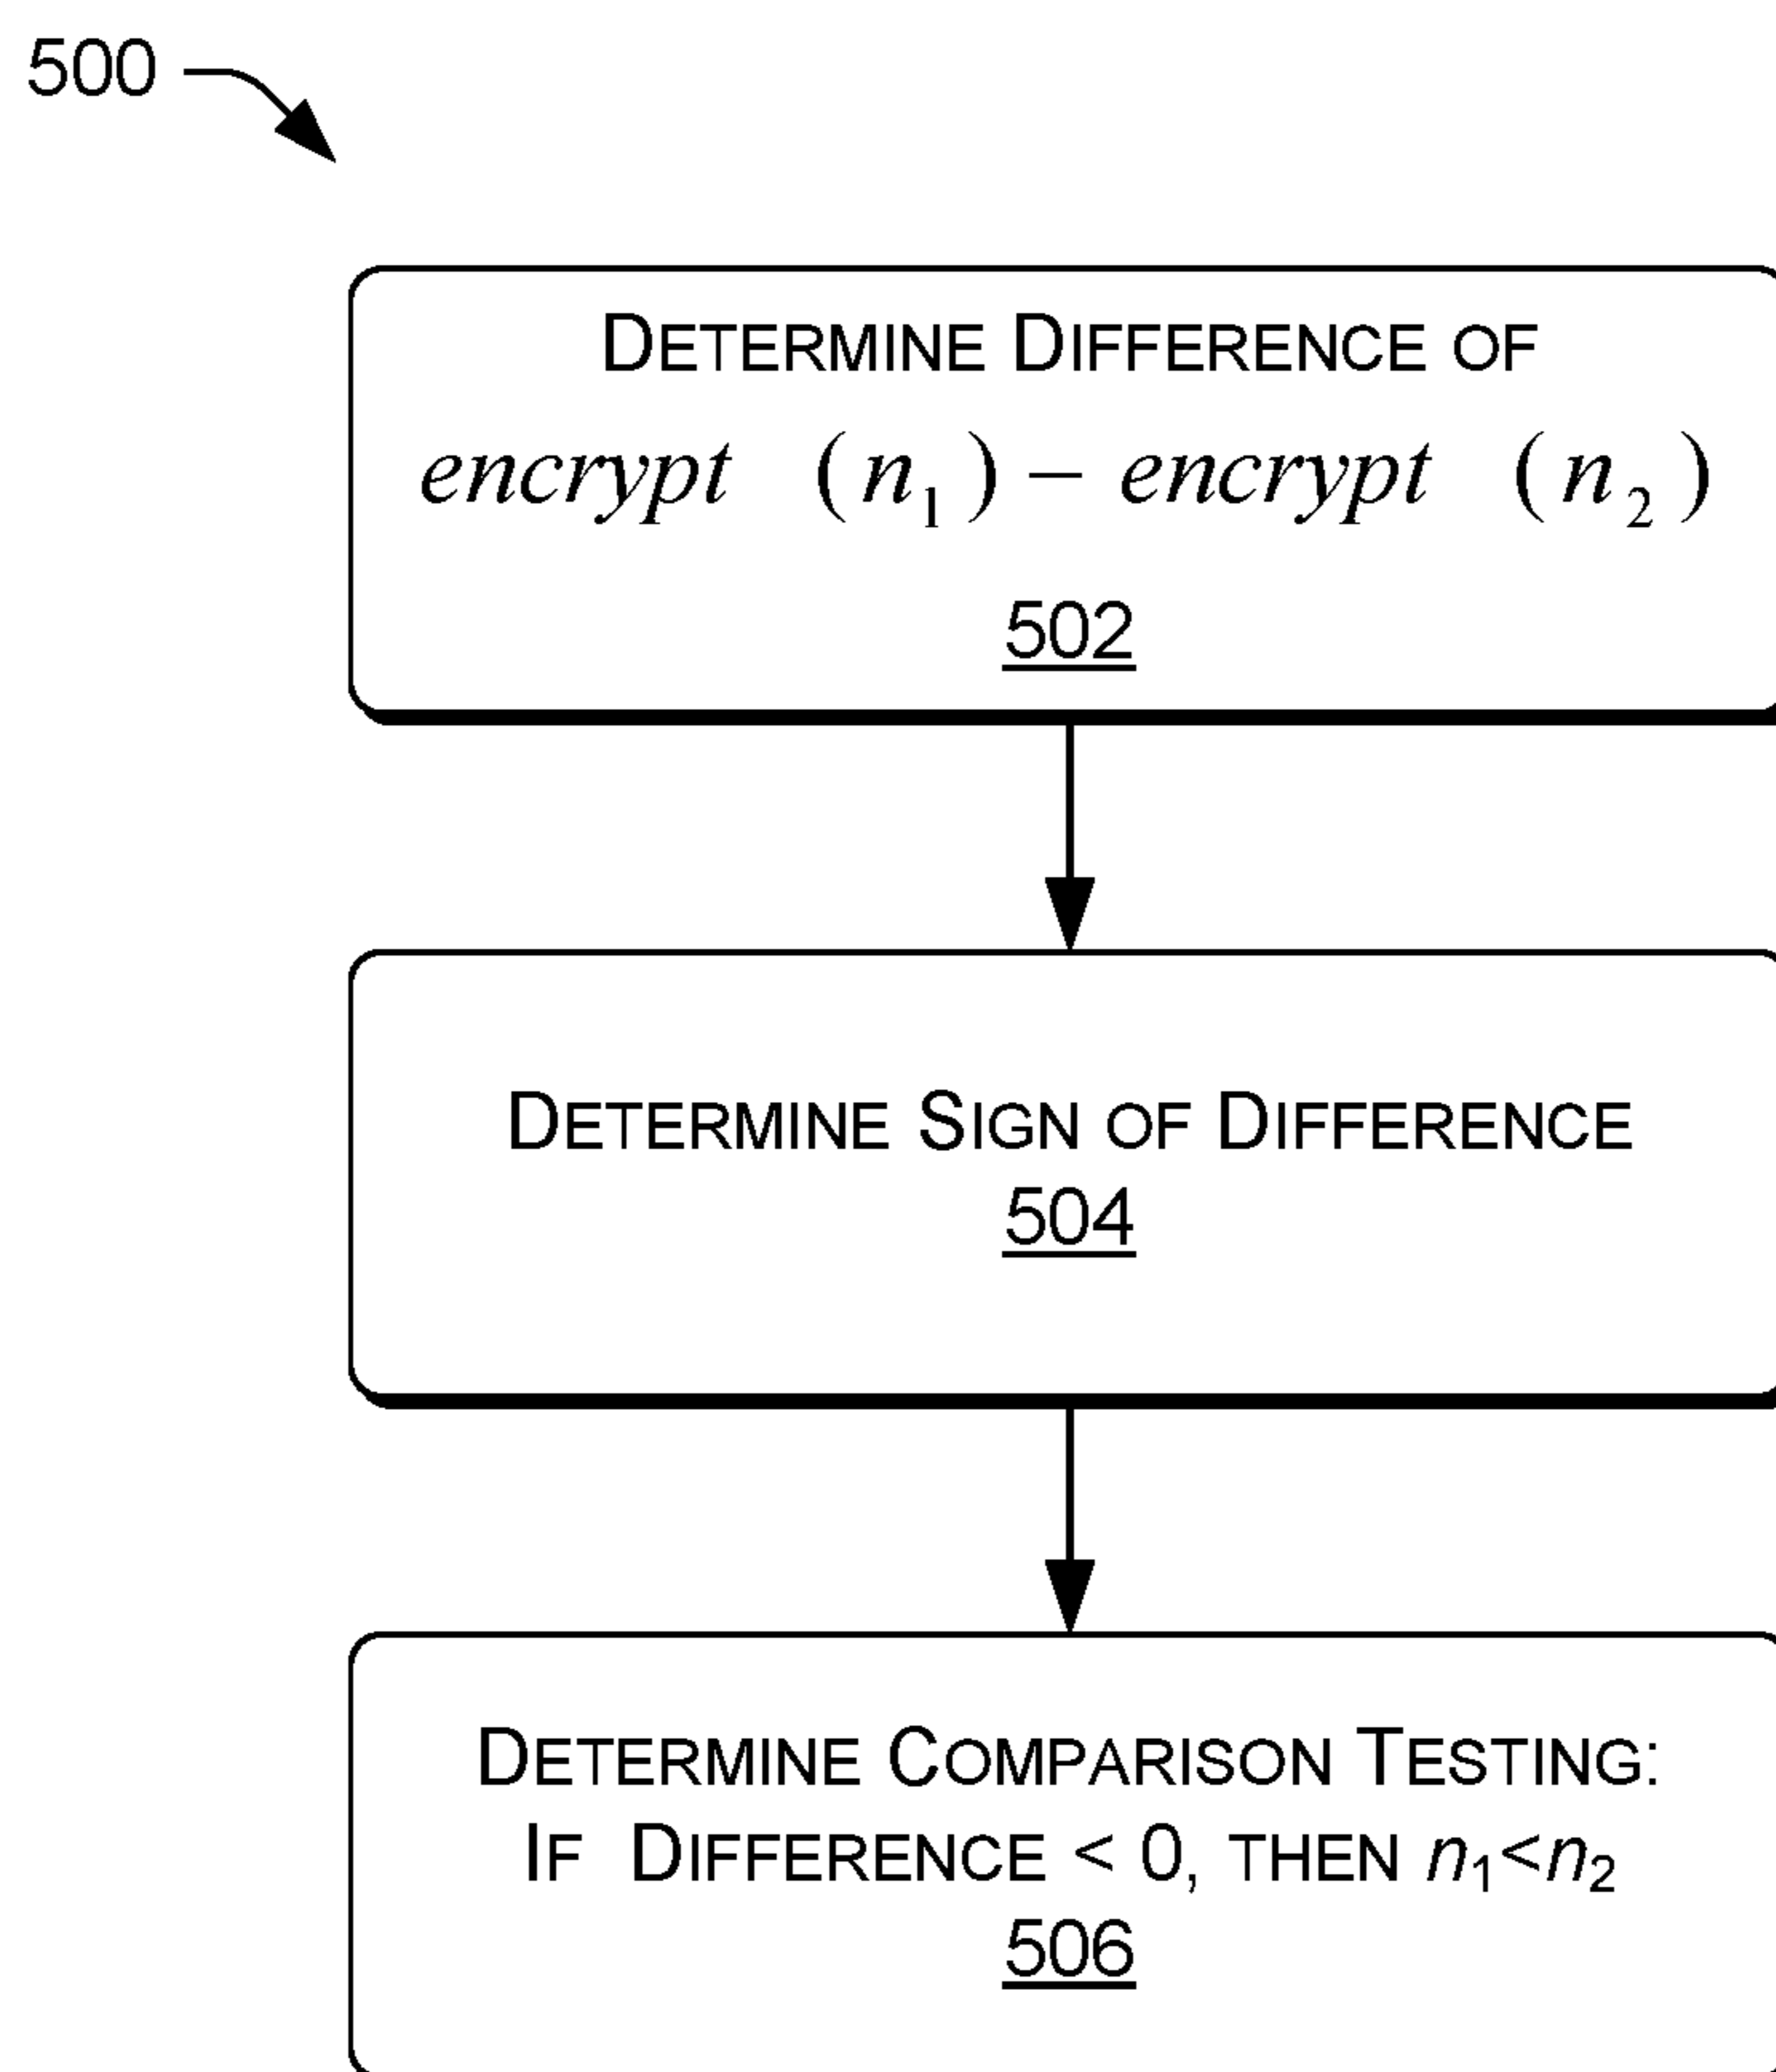 500
DETERMINE DIFFERENCE OF
encrypt (n₁) – encrypt (n₂)
502
DETERMINE SIGN OF DIFFERENCE
504
DETERMINE COMPARISON TESTING:
IF DIFFERENCE < 0, THEN n₁<n₂
506